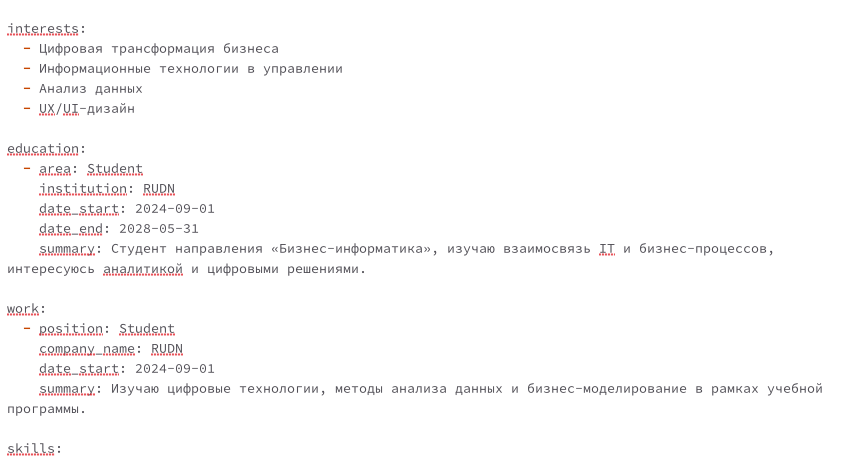 interests:
- Цифровая трансформация бизнеса
- Информационные технологии в управлении
- Анализ данных
- UX/UI-дизайн
education:
- area: Student
institution: RUDN
date_start: 2024-09-01
date_end: 2028-05-31
summary: Студент направления «Бизнес-информатика», изучаю взаимосвязь IT и бизнес-процессов,
интересуюсь аналитикой и цифровыми решениями.
work:
- position: Student
company_name: RUDN
date_start: 2024-09-01
summary: Изучаю цифровые технологии, методы анализа данных и бизнес-моделирование в рамках учебной
программы.
skills: